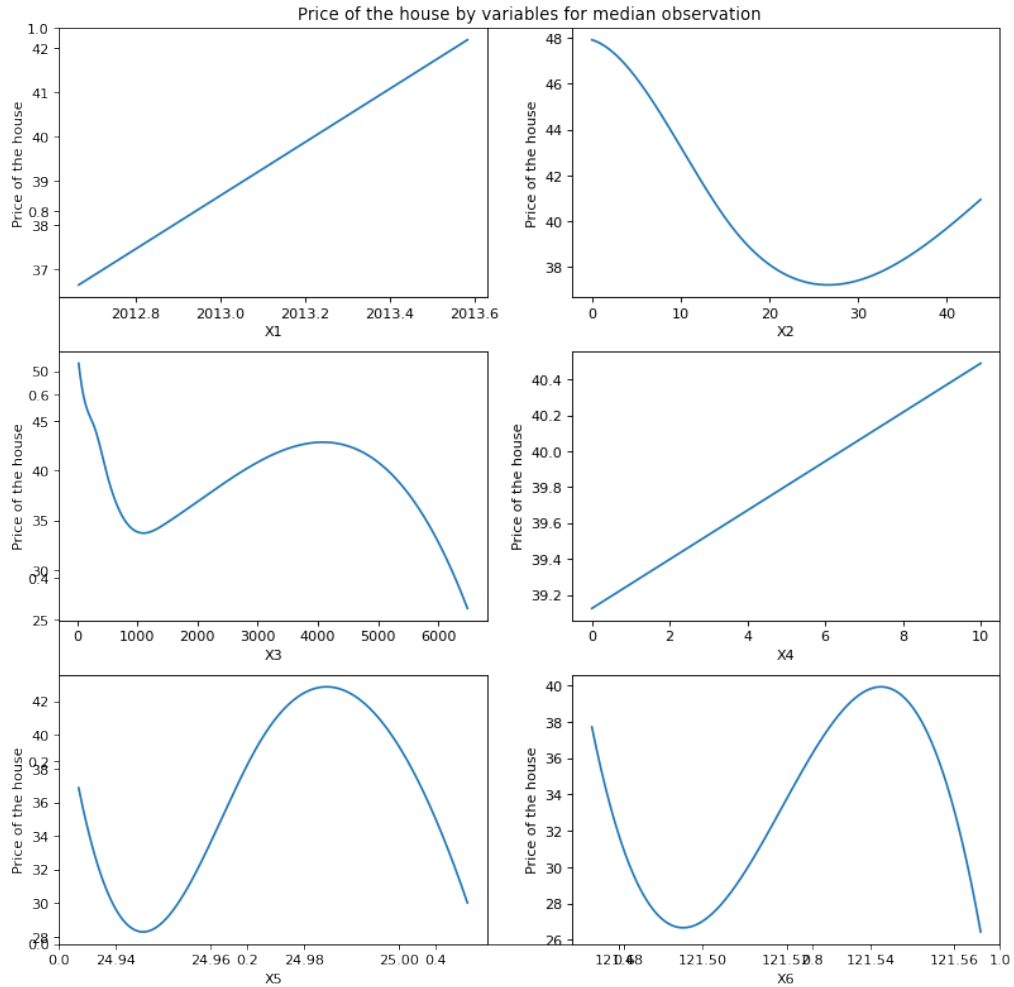 Price of the house by variables for median observation
1.0
42
41
40
39
0.8
38
37
Price of the house
2012.8 2013.0 2013.2 2013.4 2013.6
X1
48
46
44
42
40
38
Price of the house
0 10 20 30 40
X2
50
0.6
45
40
35
30
0.4
25
Price of the house
0 1000 2000 3000 4000 5000 6000
X3
40.4
40.2
40.0
39.8
39.6
39.4
39.2
Price of the house
0 2 4 6 8 10
X4
42
40
0.2
38
36
34
32
30
28
0.0
Price of the house
0.0 24.94 24.96 0.2 24.98 25.00 0.4
X5
40
38
36
34
32
30
28
26
Price of the house
121.48 0.6 121.50 121.52 0.8 121.54 121.56 1.0
X6